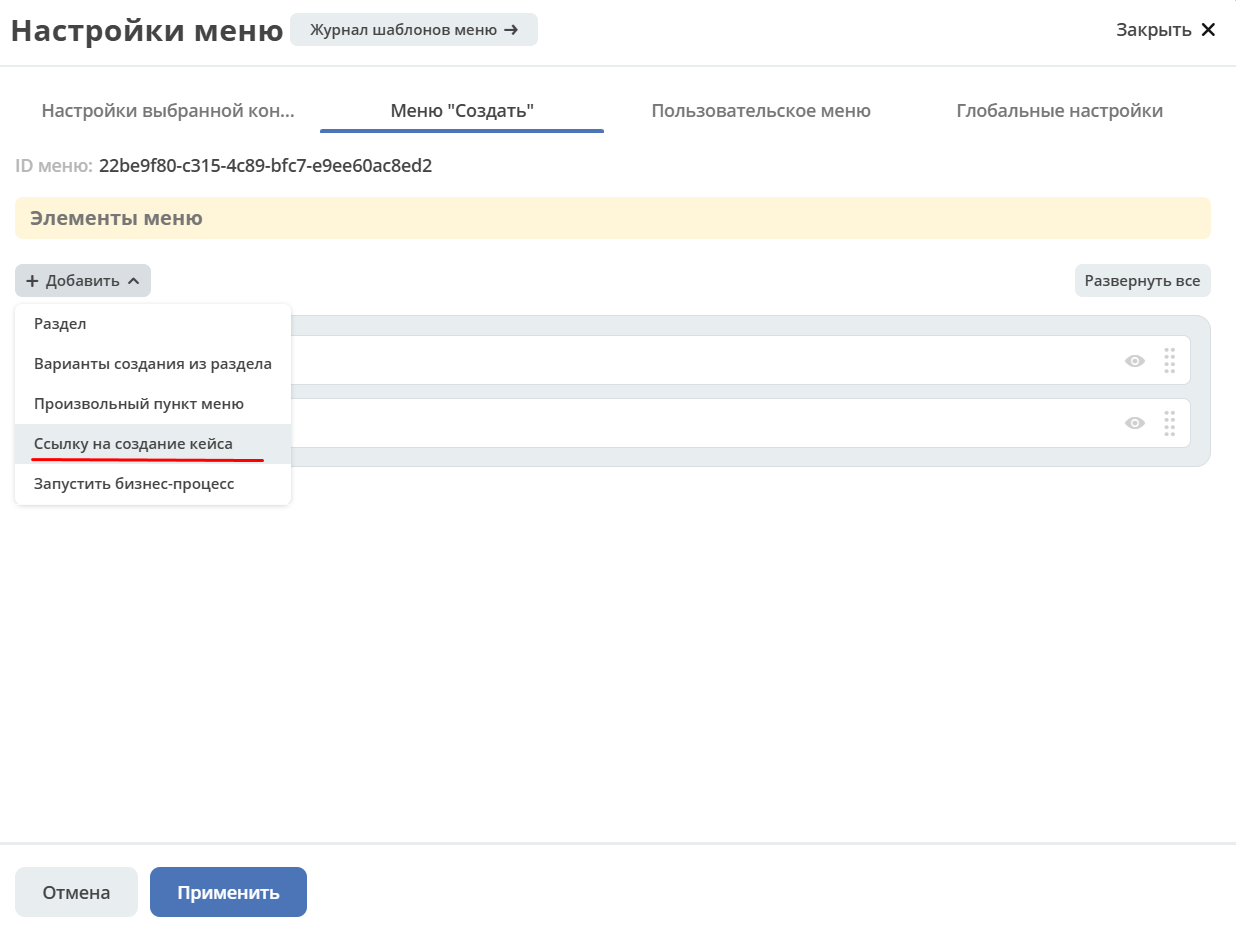 Настройки меню
Журнал шаблонов меню →
Закрыть ✕
Настройки выбранной кон...
Меню "Создать"
Пользовательское меню
Глобальные настройки
ID меню: 22be9f80-c315-4c89-bfc7-e9ee60ac8ed2
Элементы меню
+ Добавить
Развернуть все
Раздел
Варианты создания из раздела
Произвольный пункт меню
Ссылку на создание кейса
Запустить бизнес-процесс
Отмена
Применить